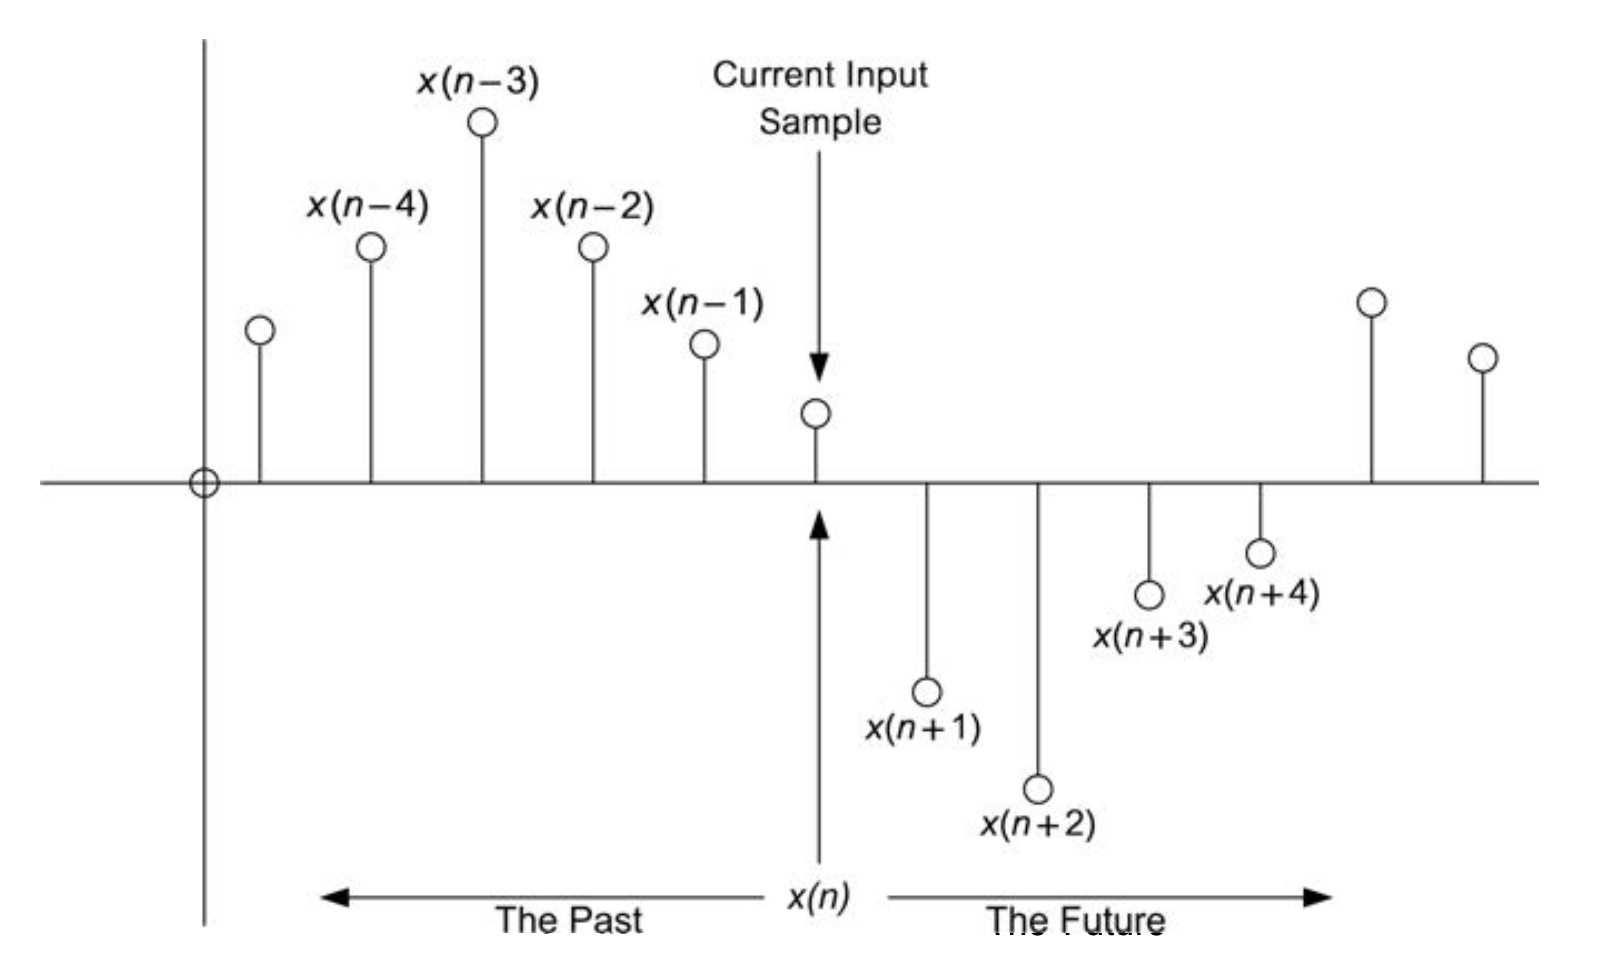 x(n−3)
Current Input
Sample
x(n−4)
x(n−2)
x(n−1)
x(n+4)
x(n+3)
x(n+1)
x(n+2)
x(n)
The Past
The Future